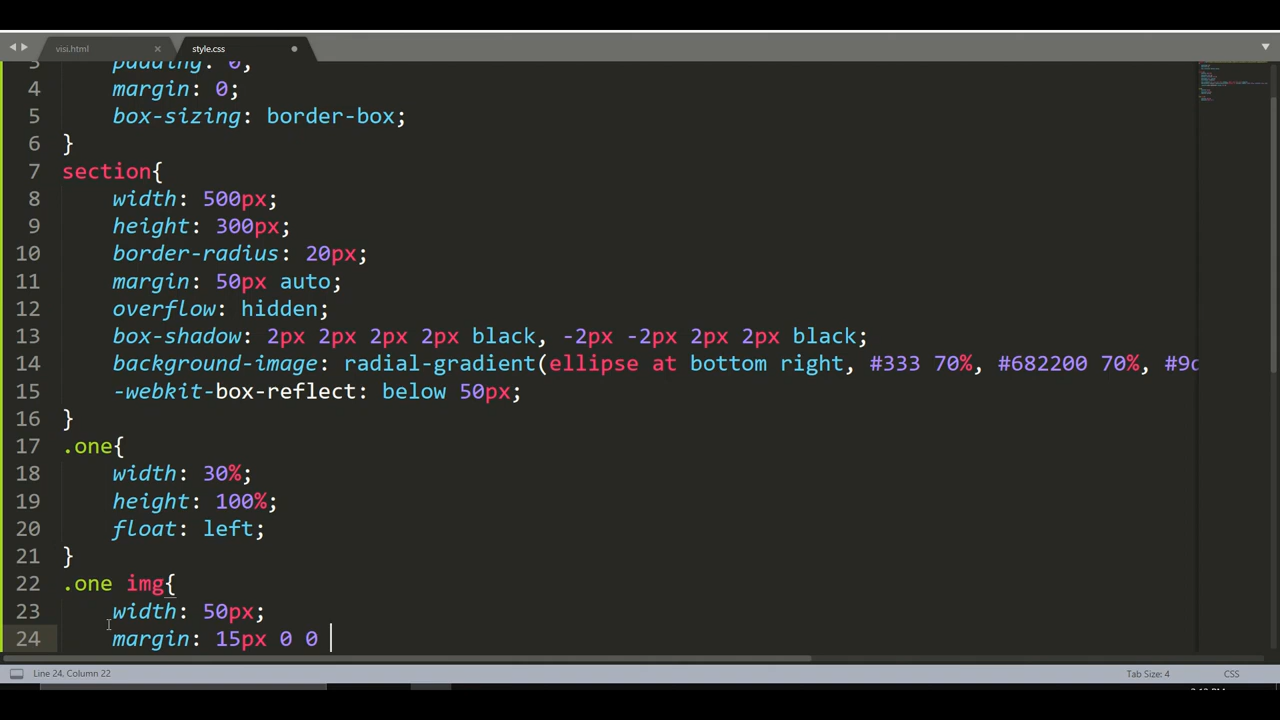 visi.html
style.css
3 padding: 0;
4 margin: 0;
5 box-sizing: border-box;
6 }
7 section{
8 width: 500px;
9 height: 300px;
10 border-radius: 20px;
11 margin: 50px auto;
12 overflow: hidden;
13 box-shadow: 2px 2px 2px 2px black, -2px -2px 2px 2px black;
14 background-image: radial-gradient(ellipse at bottom right, #333 70%, #682200 70%, #9d
15 -webkit-box-reflect: below 50px;
16 }
17 .one{
18 width: 30%;
19 height: 100%;
20 float: left;
21 }
22 .one img{
23 width: 50px;
24 margin: 15px 0 0
Line 24, Column 22
Tab Size: 4
CSS